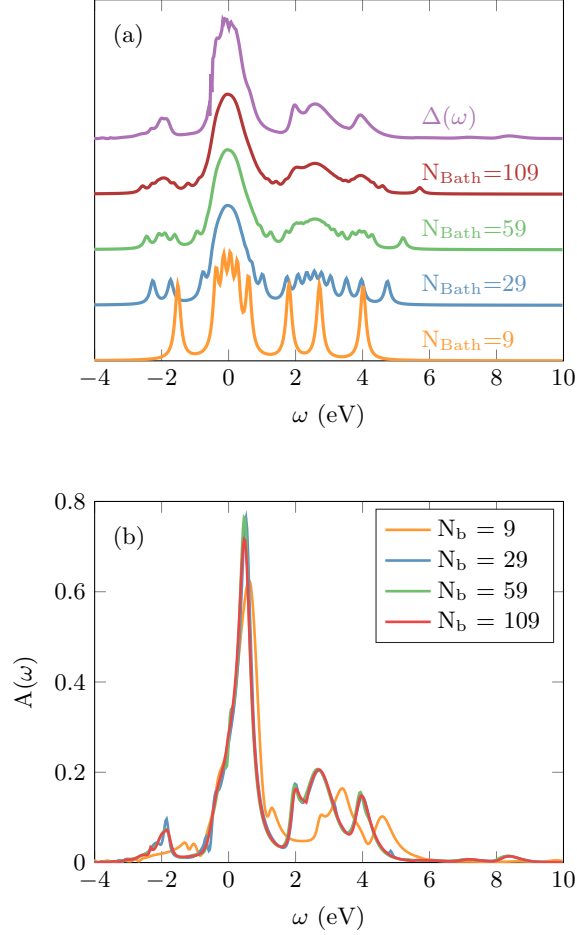 (a)
Δ(ω)
N_Bath=109
N_Bath=59
N_Bath=29
N_Bath=9
−4 −2 0 2 4 6 8 10
ω (eV)
0.8
(b)
N_b = 9
N_b = 29
N_b = 59
N_b = 109
0.6
A(ω)
0.4
0.2
0
−4 −2 0 2 4 6 8 10
ω (eV)